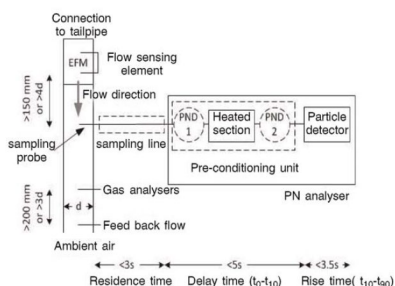 Connection
to tailpipe
EFM
Flow sensing
element
Flow direction
>150 mm
or >4d
sampling
probe
sampling line
PND
1
Heated
section
PND
2
Particle
detector
Pre-conditioning unit
PN analyser
Gas analysers
>200 mm
or >3d
d
Feed back flow
Ambient air
<3s
<5s
<3.5s
Residence time
Delay time (t0-t10)
Rise time( t10-t90)